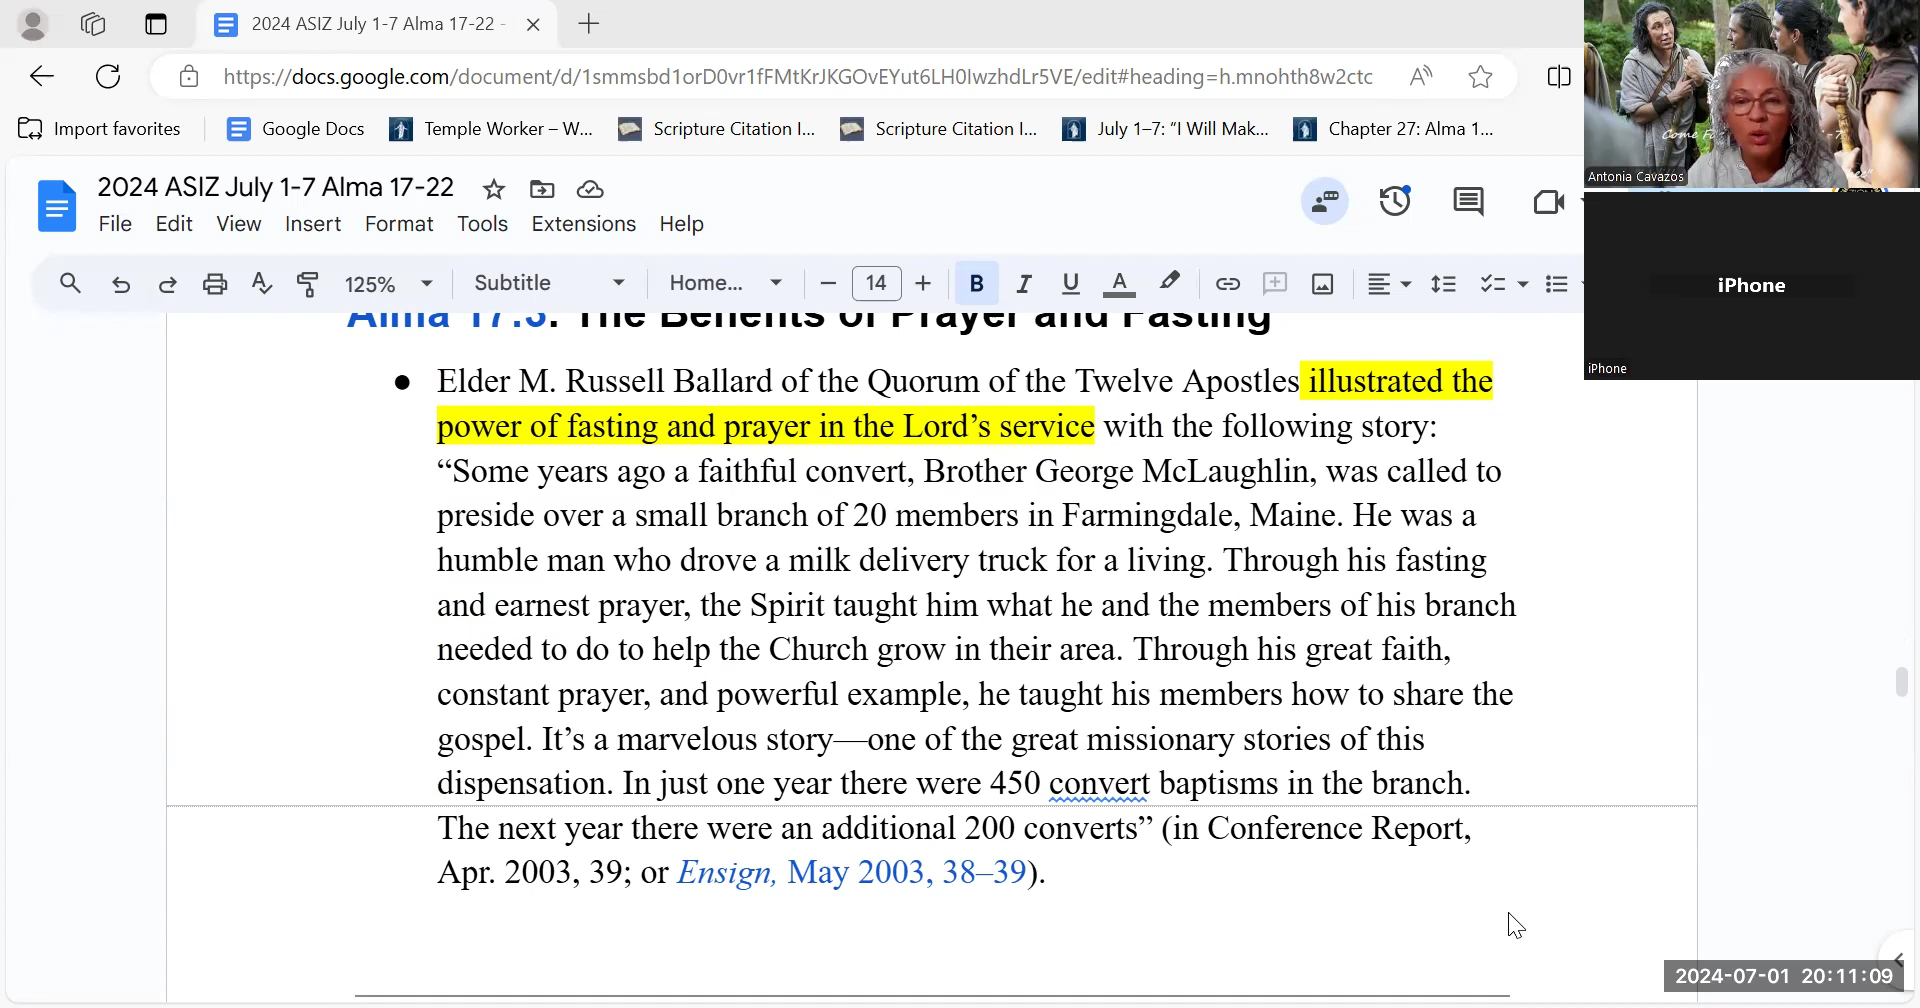 2024 ASIZ July 1-7 Alma 17-22 -
https://docs.google.com/document/d/1smmsbd1orD0vr1fFMtKrJKGOvEYut6LH0IwzhdLr5VE/edit#heading=h.mnohth8w2ctc
Import favorites
Google Docs
Temple Worker – W...
Scripture Citation I...
Scripture Citation I...
July 1–7: “I Will Mak...
Chapter 27: Alma 1...
Antonia Cavazos
2024 ASIZ July 1-7 Alma 17-22
File Edit View Insert Format Tools Extensions Help
125% Subtitle Home... 14 B I U A
iPhone
iPhone
Alma 17:3. The Benefits of Prayer and Fasting
● Elder M. Russell Ballard of the Quorum of the Twelve Apostles illustrated the
power of fasting and prayer in the Lord’s service with the following story:
“Some years ago a faithful convert, Brother George McLaughlin, was called to
preside over a small branch of 20 members in Farmingdale, Maine. He was a
humble man who drove a milk delivery truck for a living. Through his fasting
and earnest prayer, the Spirit taught him what he and the members of his branch
needed to do to help the Church grow in their area. Through his great faith,
constant prayer, and powerful example, he taught his members how to share the
gospel. It’s a marvelous story—one of the great missionary stories of this
dispensation. In just one year there were 450 convert baptisms in the branch.
The next year there were an additional 200 converts” (in Conference Report,
Apr. 2003, 39; or Ensign, May 2003, 38–39).
2024-07-01 20:11:09